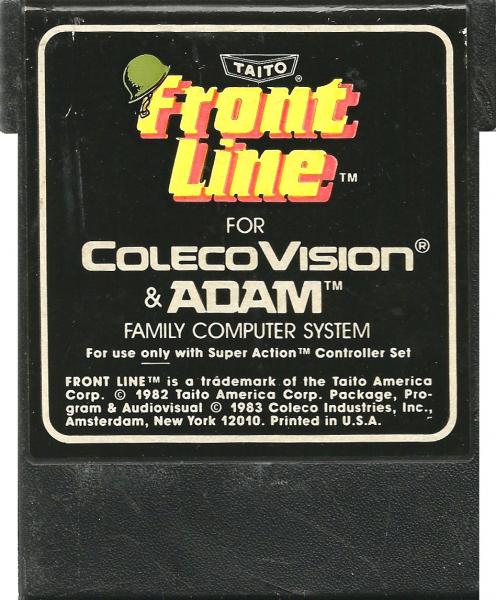 TAITO®
Front
Line™
FOR
COLECOVISION®
& ADAM™
FAMILY COMPUTER SYSTEM
For use only with Super Action™ Controller Set
FRONT LINE™ is a trademark of the Taito America
Corp. © 1982 Taito America Corp. Package, Pro-
gram & Audiovisual © 1983 Coleco Industries, Inc.,
Amsterdam, New York 12010. Printed in U.S.A.